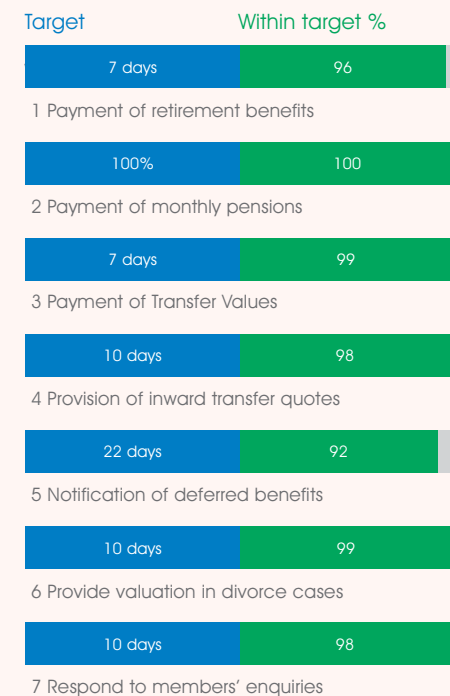 Target Within target %
7 days 96
1 Payment of retirement benefits
100% 100
2 Payment of monthly pensions
7 days 99
3 Payment of Transfer Values
10 days 98
4 Provision of inward transfer quotes
22 days 92
5 Notification of deferred benefits
10 days 99
6 Provide valuation in divorce cases
10 days 98
7 Respond to members' enquiries